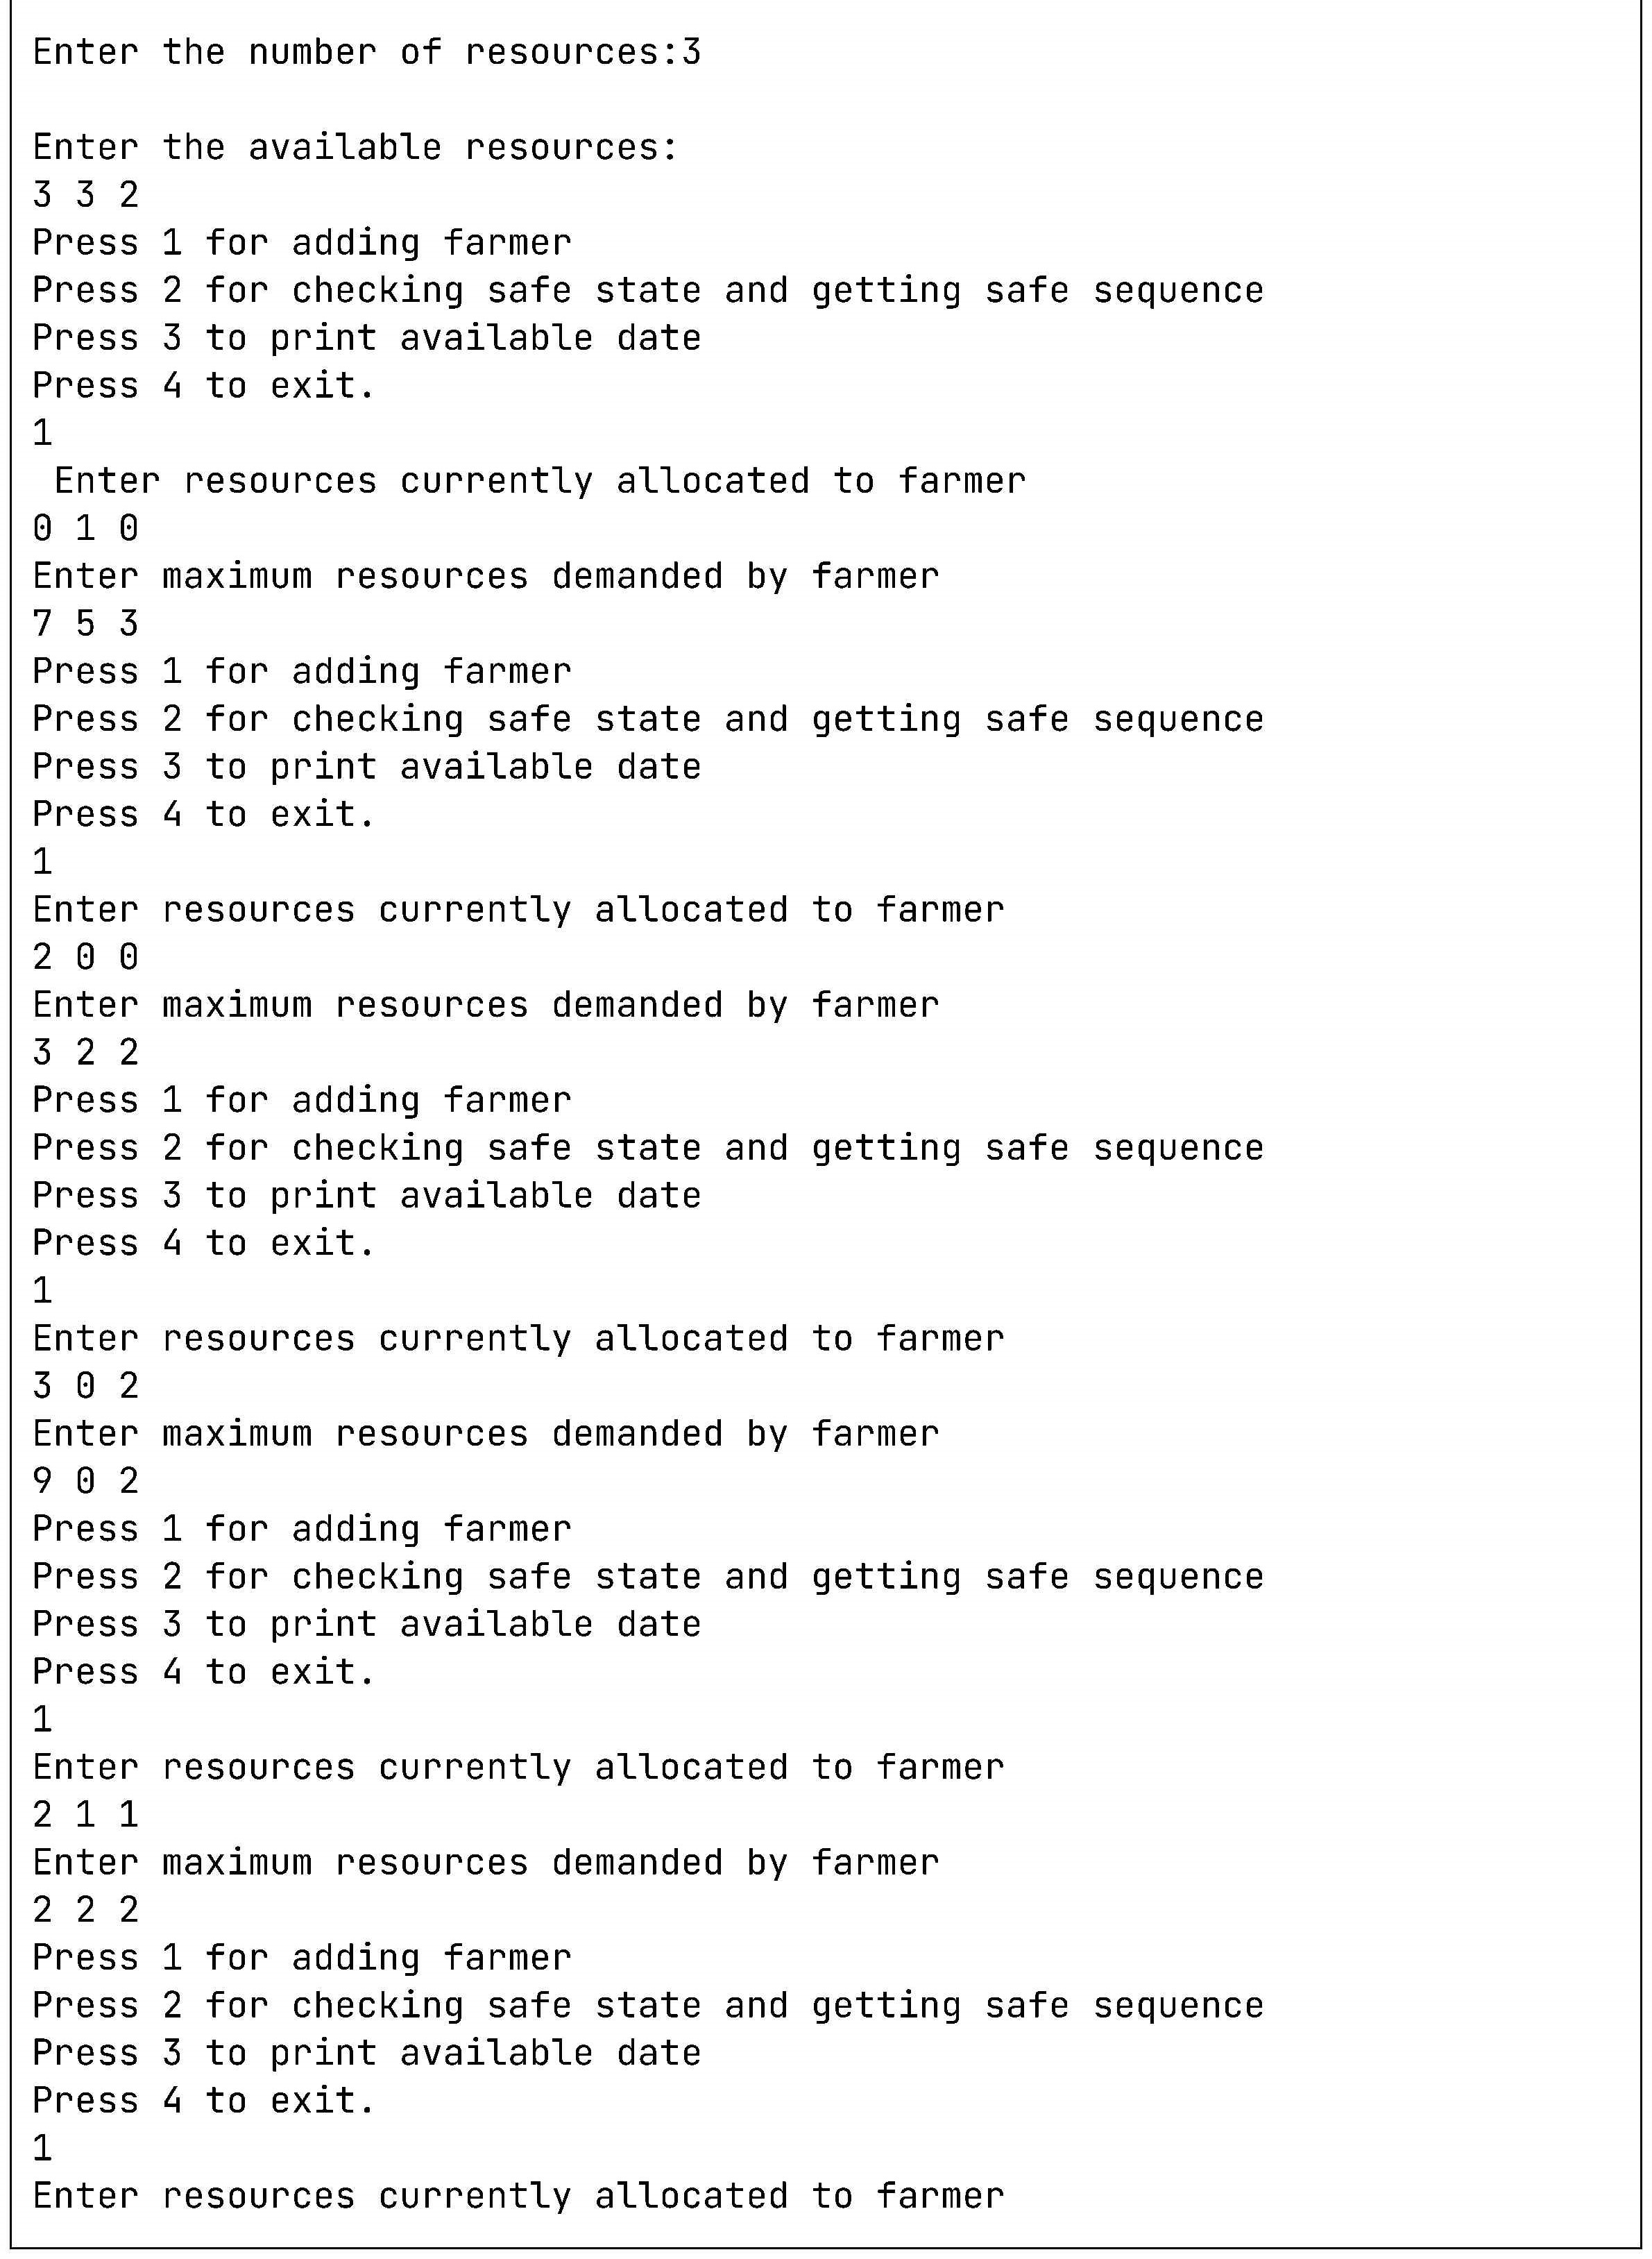 Enter the number of resources:3
Enter the available resources:
3 3 2
Press 1 for adding farmer
Press 2 for checking safe state and getting safe sequence
Press 3 to print available date
Press 4 to exit.
1
Enter resources currently allocated to farmer
0 1 0
Enter maximum resources demanded by farmer
7 5 3
Press 1 for adding farmer
Press 2 for checking safe state and getting safe sequence
Press 3 to print available date
Press 4 to exit.
1
Enter resources currently allocated to farmer
2 0 0
Enter maximum resources demanded by farmer
3 2 2
Press 1 for adding farmer
Press 2 for checking safe state and getting safe sequence
Press 3 to print available date
Press 4 to exit.
1
Enter resources currently allocated to farmer
3 0 2
Enter maximum resources demanded by farmer
9 0 2
Press 1 for adding farmer
Press 2 for checking safe state and getting safe sequence
Press 3 to print available date
Press 4 to exit.
1
Enter resources currently allocated to farmer
2 1 1
Enter maximum resources demanded by farmer
2 2 2
Press 1 for adding farmer
Press 2 for checking safe state and getting safe sequence
Press 3 to print available date
Press 4 to exit.
1
Enter resources currently allocated to farmer